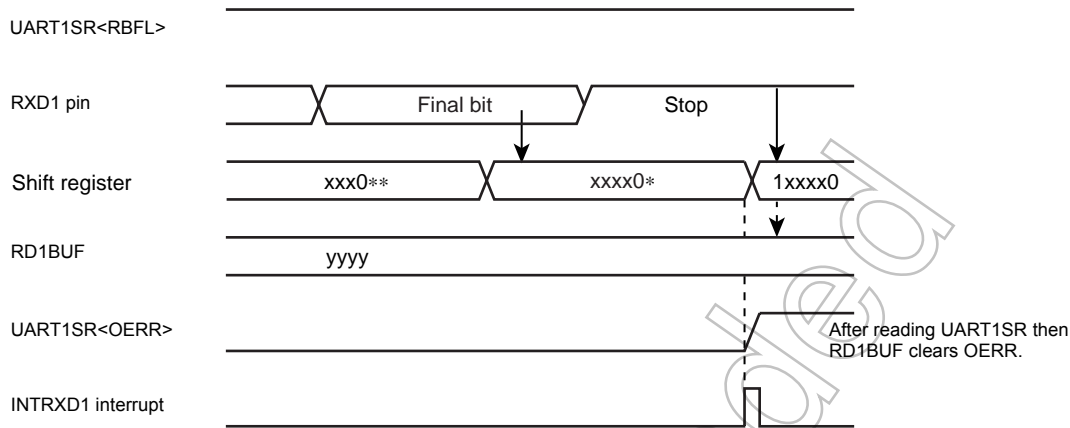 UART1SR<RBFL>
RXD1 pin
Final bit
Stop
Shift register
xxx0**
xxxx0*
1xxxx0
RD1BUF
yyyy
UART1SR<OERR>
After reading UART1SR then
RD1BUF clears OERR.
INTRXD1 interrupt